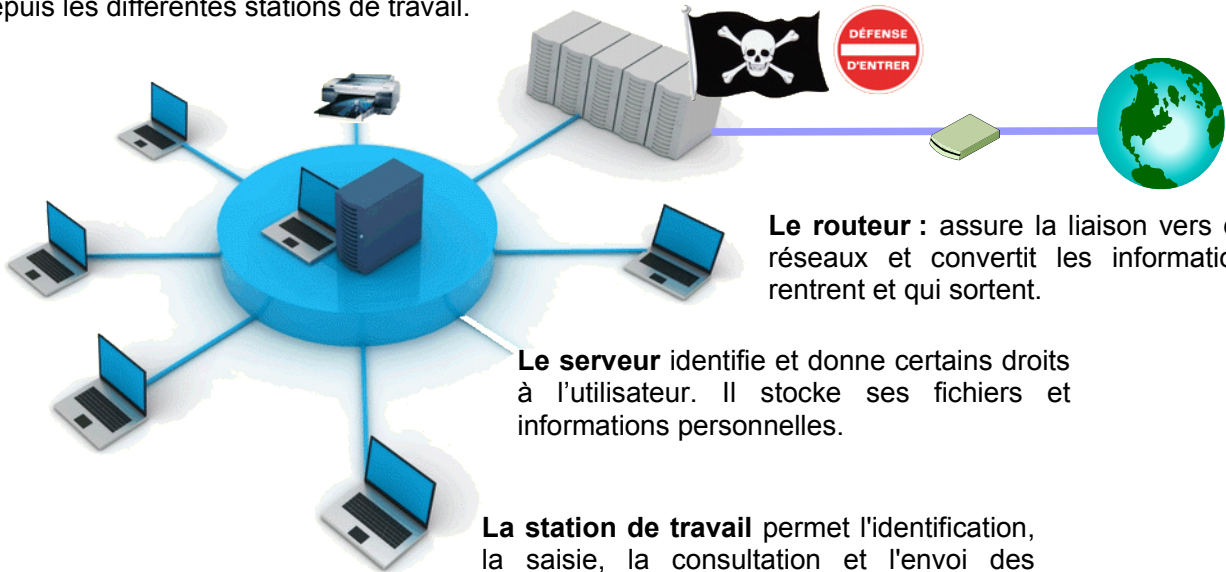 epuis les différentes stations de travail.
DÉFENSE
D'ENTRER
Le routeur : assure la liaison vers
réseaux et convertit les informatio
rentrent et qui sortent.
Le serveur identifie et donne certains droits
à l’utilisateur. Il stocke ses fichiers et
informations personnelles.
La station de travail permet l'identification,
la saisie, la consultation et l'envoi des